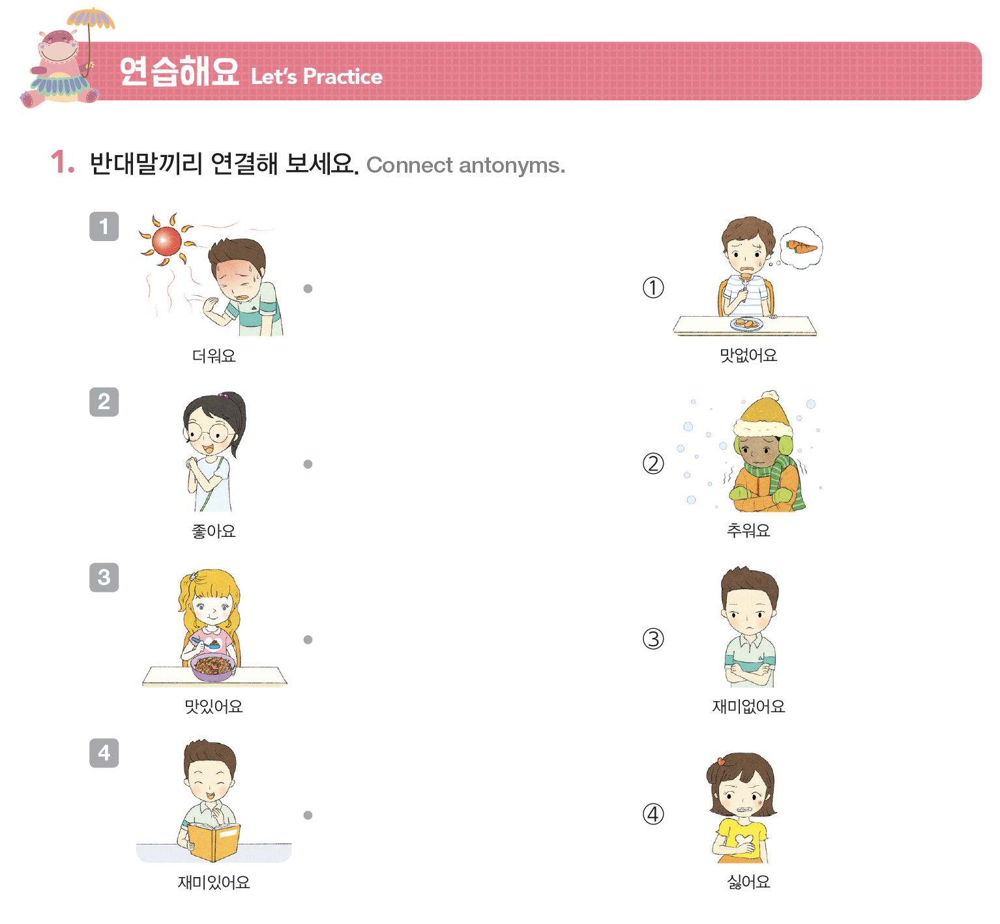 연습해요 Let's Practice
1. 반대말끼리 연결해 보세요. Connect antonyms.
1
①
더워요
맛없어요
2
②
좋아요
추워요
3
③
맛있어요
재미없어요
4
④
재미있어요
싫어요